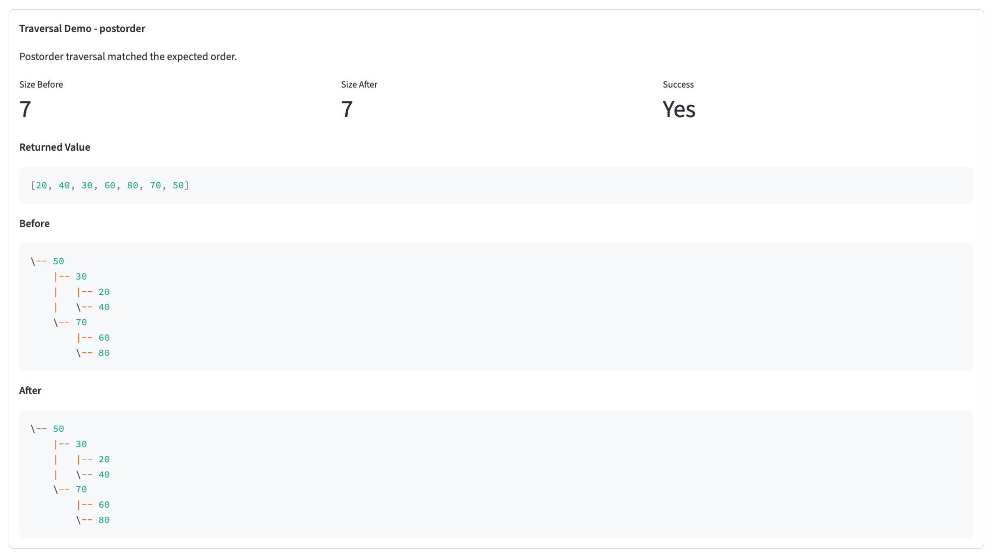 Traversal Demo - postorder
Postorder traversal matched the expected order.
Size Before
Size After
Success
7
7
Yes
Returned Value
[20, 40, 30, 60, 80, 70, 50]
Before
\-- 50
    |-- 30
    |   |-- 20
    |   \-- 40
    \-- 70
        |-- 60
        \-- 80
After
\-- 50
    |-- 30
    |   |-- 20
    |   \-- 40
    \-- 70
        |-- 60
        \-- 80